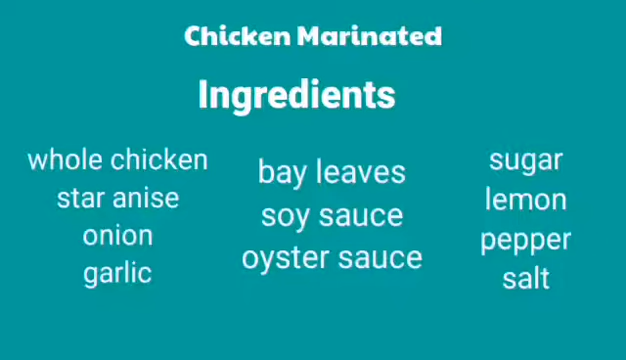 Chicken Marinated
Ingredients
whole chicken
star anise
onion
garlic
bay leaves
soy sauce
oyster sauce
sugar
lemon
pepper
salt